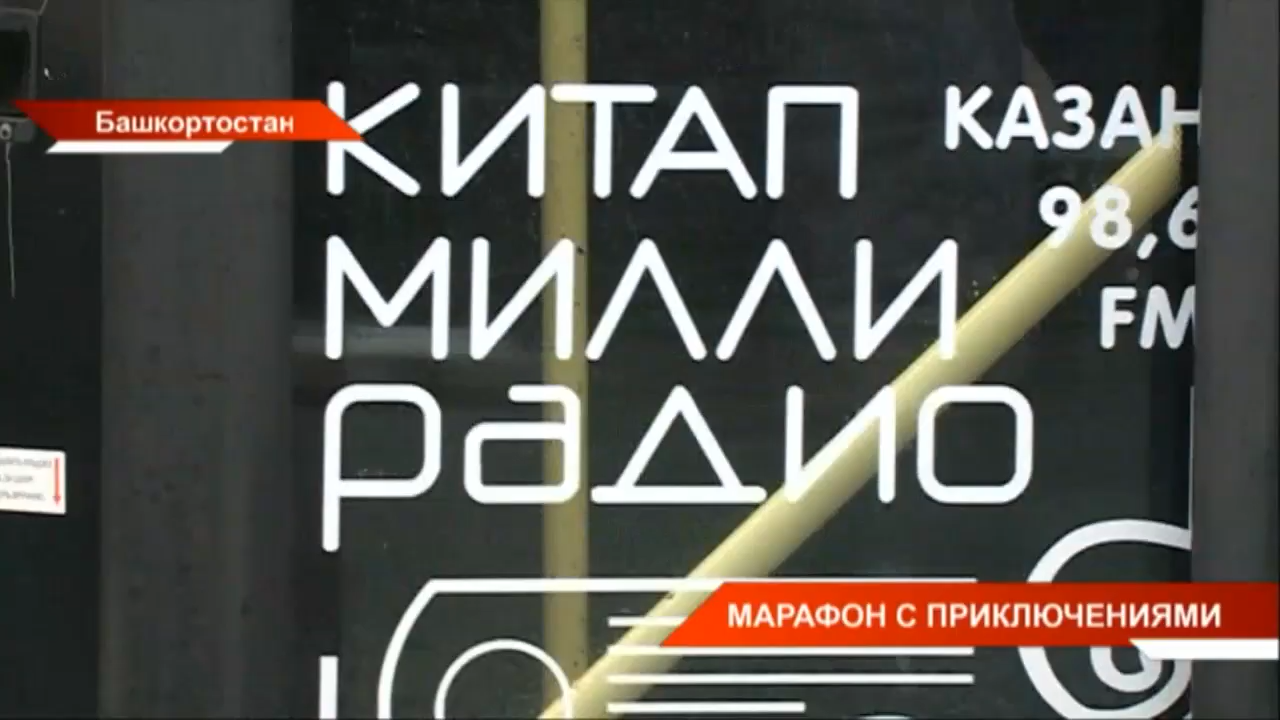 Башкортостан
КИТАП
МИЛЛИ
радио
КАЗАН
98,6
FM
МАРАФОН С ПРИКЛЮЧЕНИЯМИ